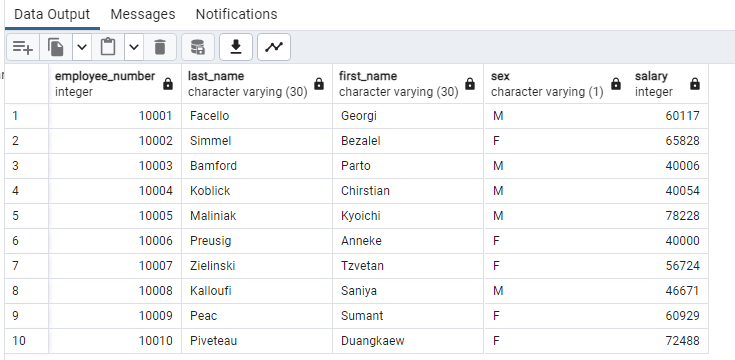 Data Output Messages Notifications
employee_number last_name first_name sex salary
integer character varying (30) character varying (30) character varying (1) integer
1 10001 Facello Georgi M 60117
2 10002 Simmel Bezalel F 65828
3 10003 Bamford Parto M 40006
4 10004 Koblick Chirstian M 40054
5 10005 Maliniak Kyoichi M 78228
6 10006 Preusig Anneke F 40000
7 10007 Zielinski Tzvetan F 56724
8 10008 Kalloufi Saniya M 46671
9 10009 Peac Sumant F 60929
10 10010 Piveteau Duangkaew F 72488